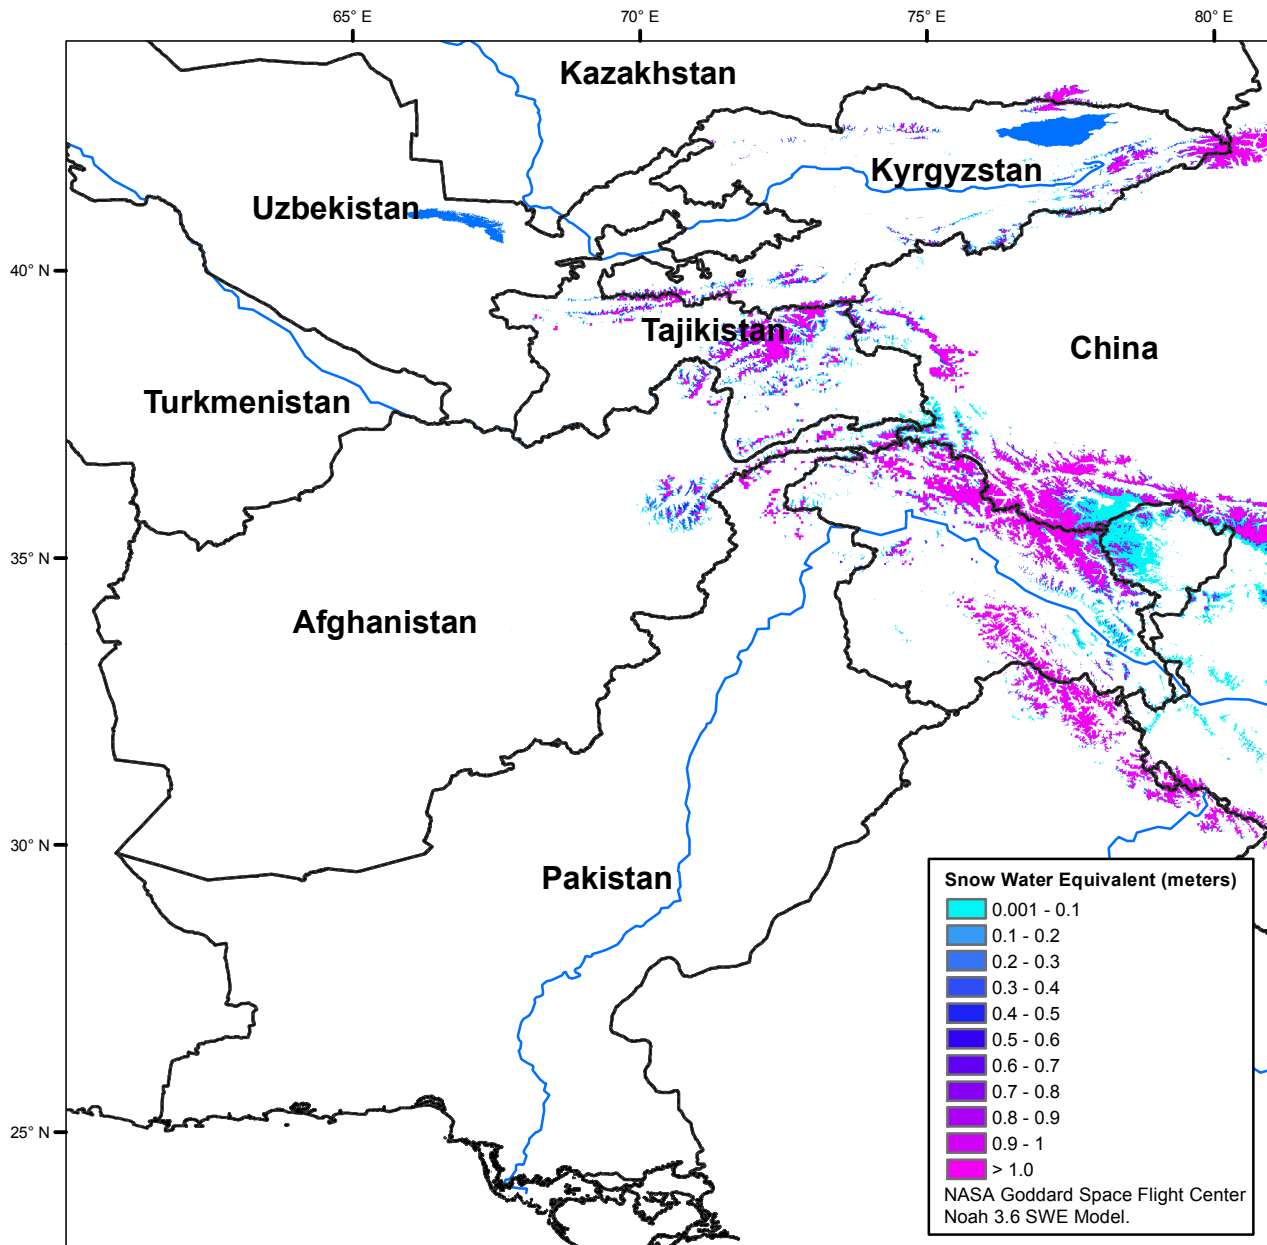 65° E
70° E
75° E
80° E
Kazakhstan
Kyrgyzstan
Uzbekistan
40° N
Tajikistan
China
Turkmenistan
35° N
Afghanistan
30° N
Pakistan
Snow Water Equivalent (meters)
0.001 - 0.1
0.1 - 0.2
0.2 - 0.3
0.3 - 0.4
0.4 - 0.5
0.5 - 0.6
0.6 - 0.7
0.7 - 0.8
0.8 - 0.9
0.9 - 1
> 1.0
NASA Goddard Space Flight Center
Noah 3.6 SWE Model.
25° N